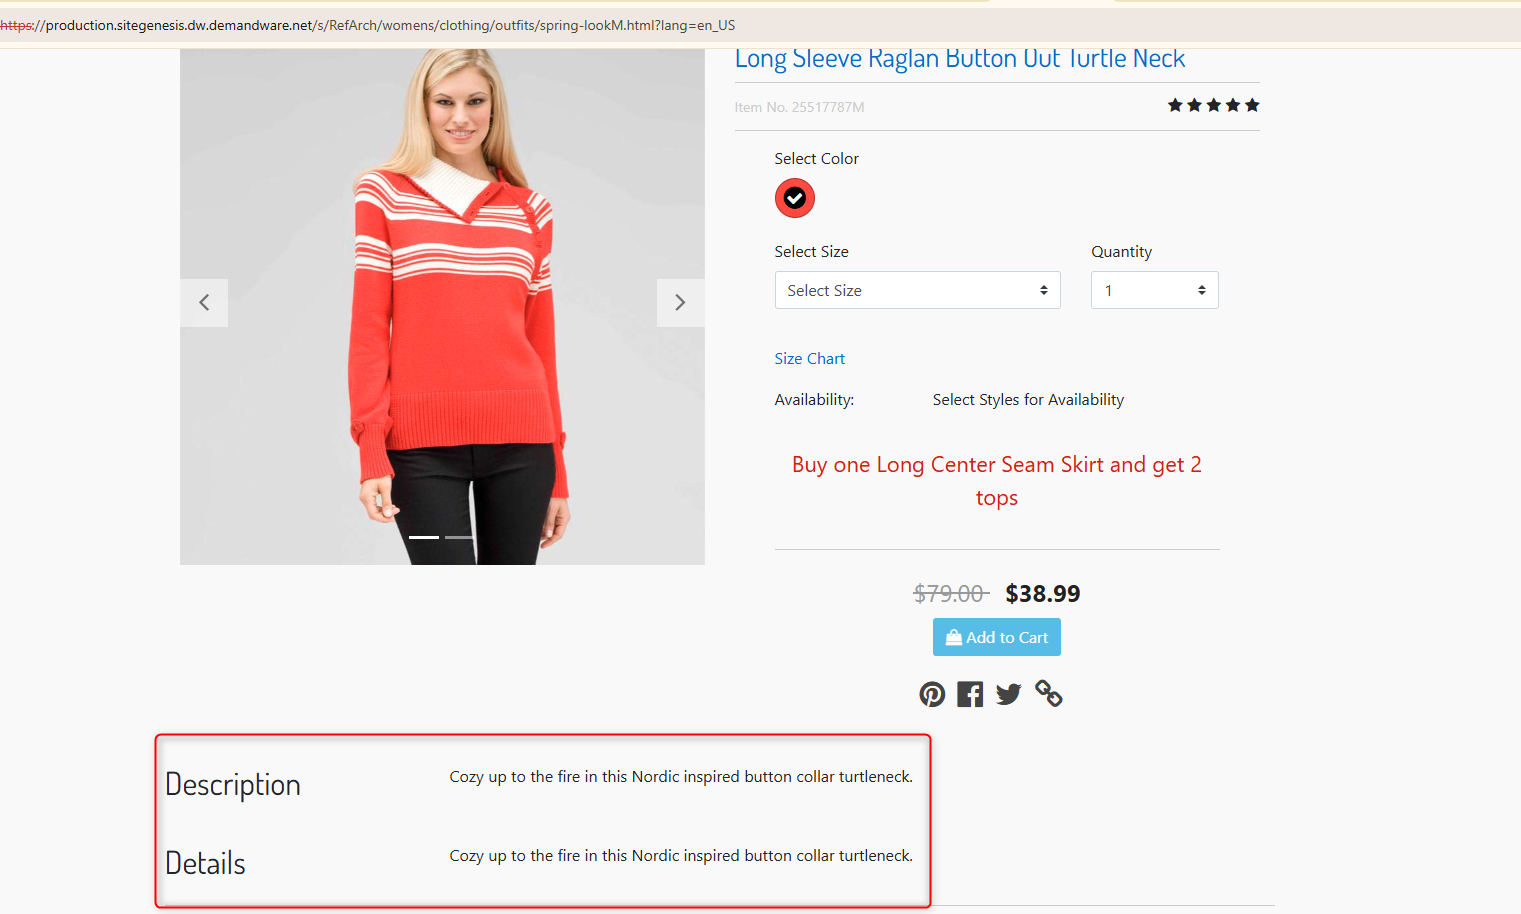 https://production.sitegenesis.dw.demandware.net/s/RefArch/womens/clothing/outfits/spring-lookM.html?lang=en_US
Long Sleeve Raglan Button Out Turtle Neck
Item No. 25517787M
Select Color
Select Size
Quantity
Select Size
1
Size Chart
Availability:
Select Styles for Availability
Buy one Long Center Seam Skirt and get 2
tops
$79.00 $38.99
Add to Cart
Description
Cozy up to the fire in this Nordic inspired button collar turtleneck.
Details
Cozy up to the fire in this Nordic inspired button collar turtleneck.